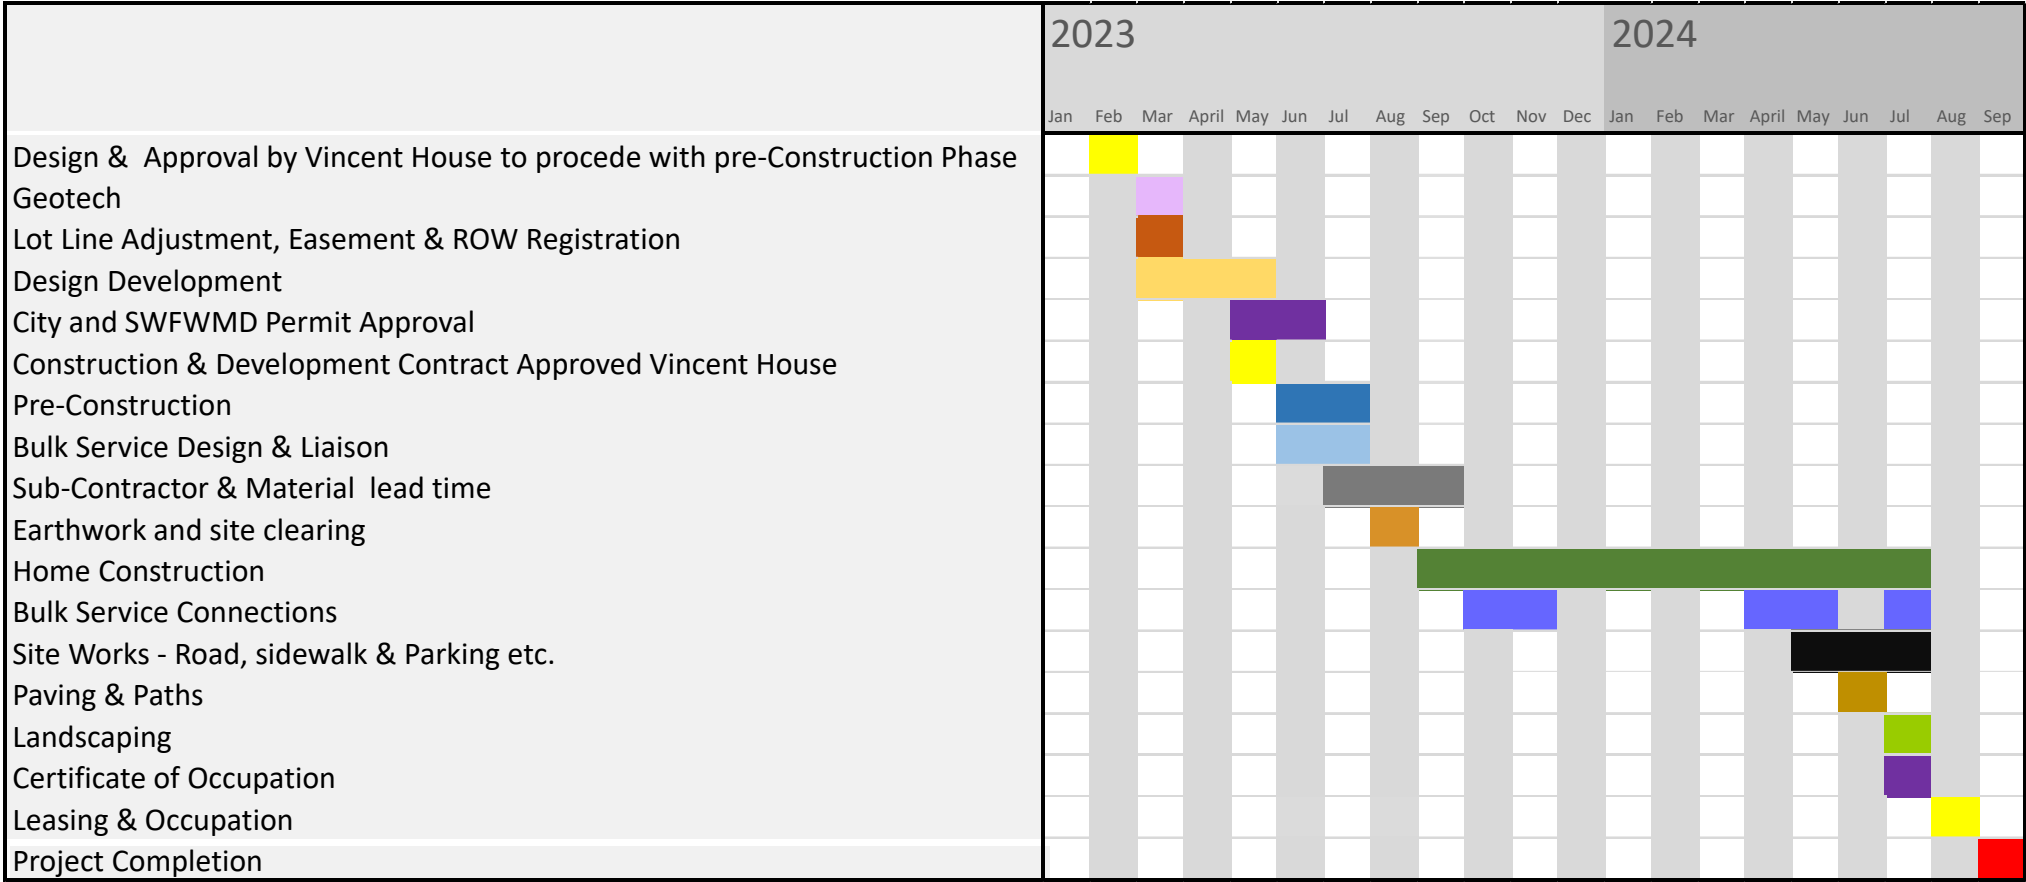 2023 2024
Jan Feb Mar April May Jun Jul Aug Sep Oct Nov Dec Jan Feb Mar April May Jun Jul Aug Sep
Design & Approval by Vincent House to procede with pre-Construction Phase
Geotech
Lot Line Adjustment, Easement & ROW Registration
Design Development
City and SWFWMD Permit Approval
Construction & Development Contract Approved Vincent House
Pre-Construction
Bulk Service Design & Liaison
Sub-Contractor & Material lead time
Earthwork and site clearing
Home Construction
Bulk Service Connections
Site Works - Road, sidewalk & Parking etc.
Paving & Paths
Landscaping
Certificate of Occupation
Leasing & Occupation
Project Completion